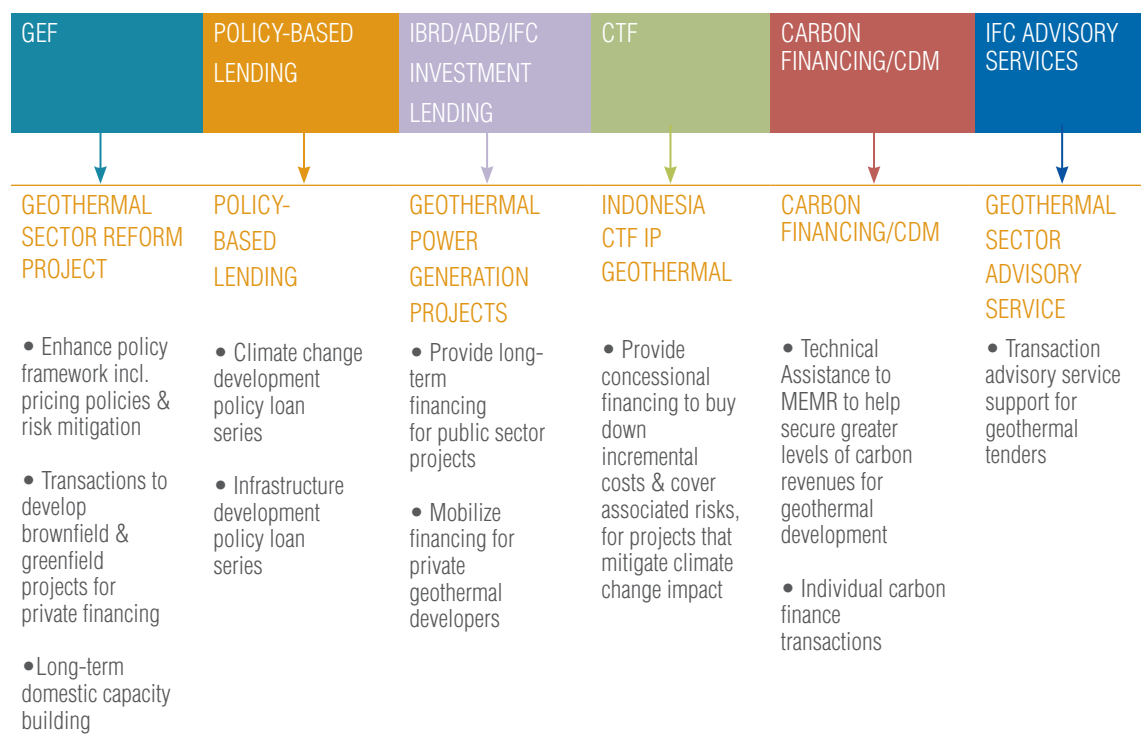 GEF
POLICY-BASED
LENDING
IBRD/ADB/IFC
INVESTMENT
LENDING
CTF
CARBON
FINANCING/CDM
IFC ADVISORY
SERVICES
GEOTHERMAL
SECTOR REFORM
PROJECT
• Enhance policy
framework incl.
pricing policies &
risk mitigation
• Transactions to
develop
brownfield &
greenfield
projects for
private financing
•Long-term
domestic capacity
building
POLICY-
BASED
LENDING
• Climate change
development
policy loan
series
• Infrastructure
development
policy loan
series
GEOTHERMAL
POWER
GENERATION
PROJECTS
• Provide long-
term
financing
for public sector
projects
• Mobilize
financing for
private
geothermal
developers
INDONESIA
CTF IP
GEOTHERMAL
• Provide
concessional
financing to buy
down
incremental
costs & cover
associated risks,
for projects that
mitigate climate
change impact
CARBON
FINANCING/CDM
• Technical
Assistance to
MEMR to help
secure greater
levels of carbon
revenues for
geothermal
development
• Individual carbon
finance
transactions
GEOTHERMAL
SECTOR
ADVISORY
SERVICE
• Transaction
advisory service
support for
geothermal
tenders